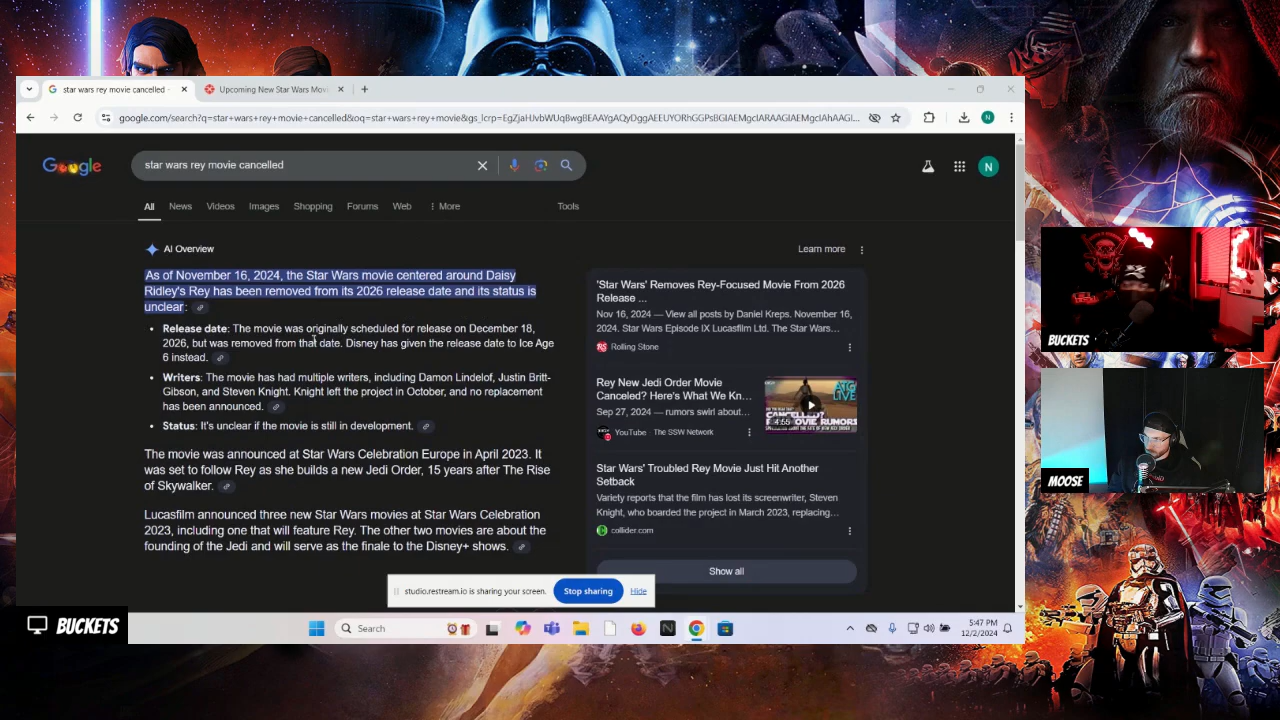 star wars rey movie cancelled -
Upcoming New Star Wars Movi
google.com/search?q=star+wars+rey+movie+cancelled&oq=star+wars+rey+movie&gs_lcrp=
N
Google
star wars rey movie cancelled
N
All News Videos Images Shopping Forums Web More Tools
AI Overview
Learn more
As of November 16, 2024, the Star Wars movie centered around Daisy
Ridley's Rey has been removed from its 2026 release date and its status is
unclear:
• Release date: The movie was originally scheduled for release on December 18,
2026, but was removed from that date. Disney has given the release date to Ice Age
6 instead.
• Writers: The movie has had multiple writers, including Damon Lindelof, Justin Britt-
Gibson, and Steven Knight. Knight left the project in October, and no replacement
has been announced.
• Status: It's unclear if the movie is still in development.
The movie was announced at Star Wars Celebration Europe in April 2023. It
was set to follow Rey as she builds a new Jedi Order, 15 years after The Rise
of Skywalker.
Lucasfilm announced three new Star Wars movies at Star Wars Celebration
2023, including one that will feature Rey. The other two movies are about the
founding of the Jedi and will serve as the finale to the Disney+ shows.
'Star Wars' Removes Rey-Focused Movie From 2026
Release ...
Nov 16, 2024 — View all posts by Daniel Kreps. November 16,
2024. Star Wars Episode IX Lucasfilm Ltd. The Star Wars...
RS Rolling Stone
Rey New Jedi Order Movie
Canceled? Here's What We Kn...
Sep 27, 2024 — rumors swirl about...
YouTube · The SSW Network
LIVE
CANCELLED?
MOVIE RUMORS
4:55
Star Wars' Troubled Rey Movie Just Hit Another
Setback
Variety reports that the film has lost its screenwriter, Steven
Knight, who boarded the project in March 2023, replacing...
collider.com
Show all
studio.restream.io is sharing your screen.
Stop sharing
Hide
Search
5:47 PM
12/2/2024
BUCKETS
MOOSE
BUCKETS